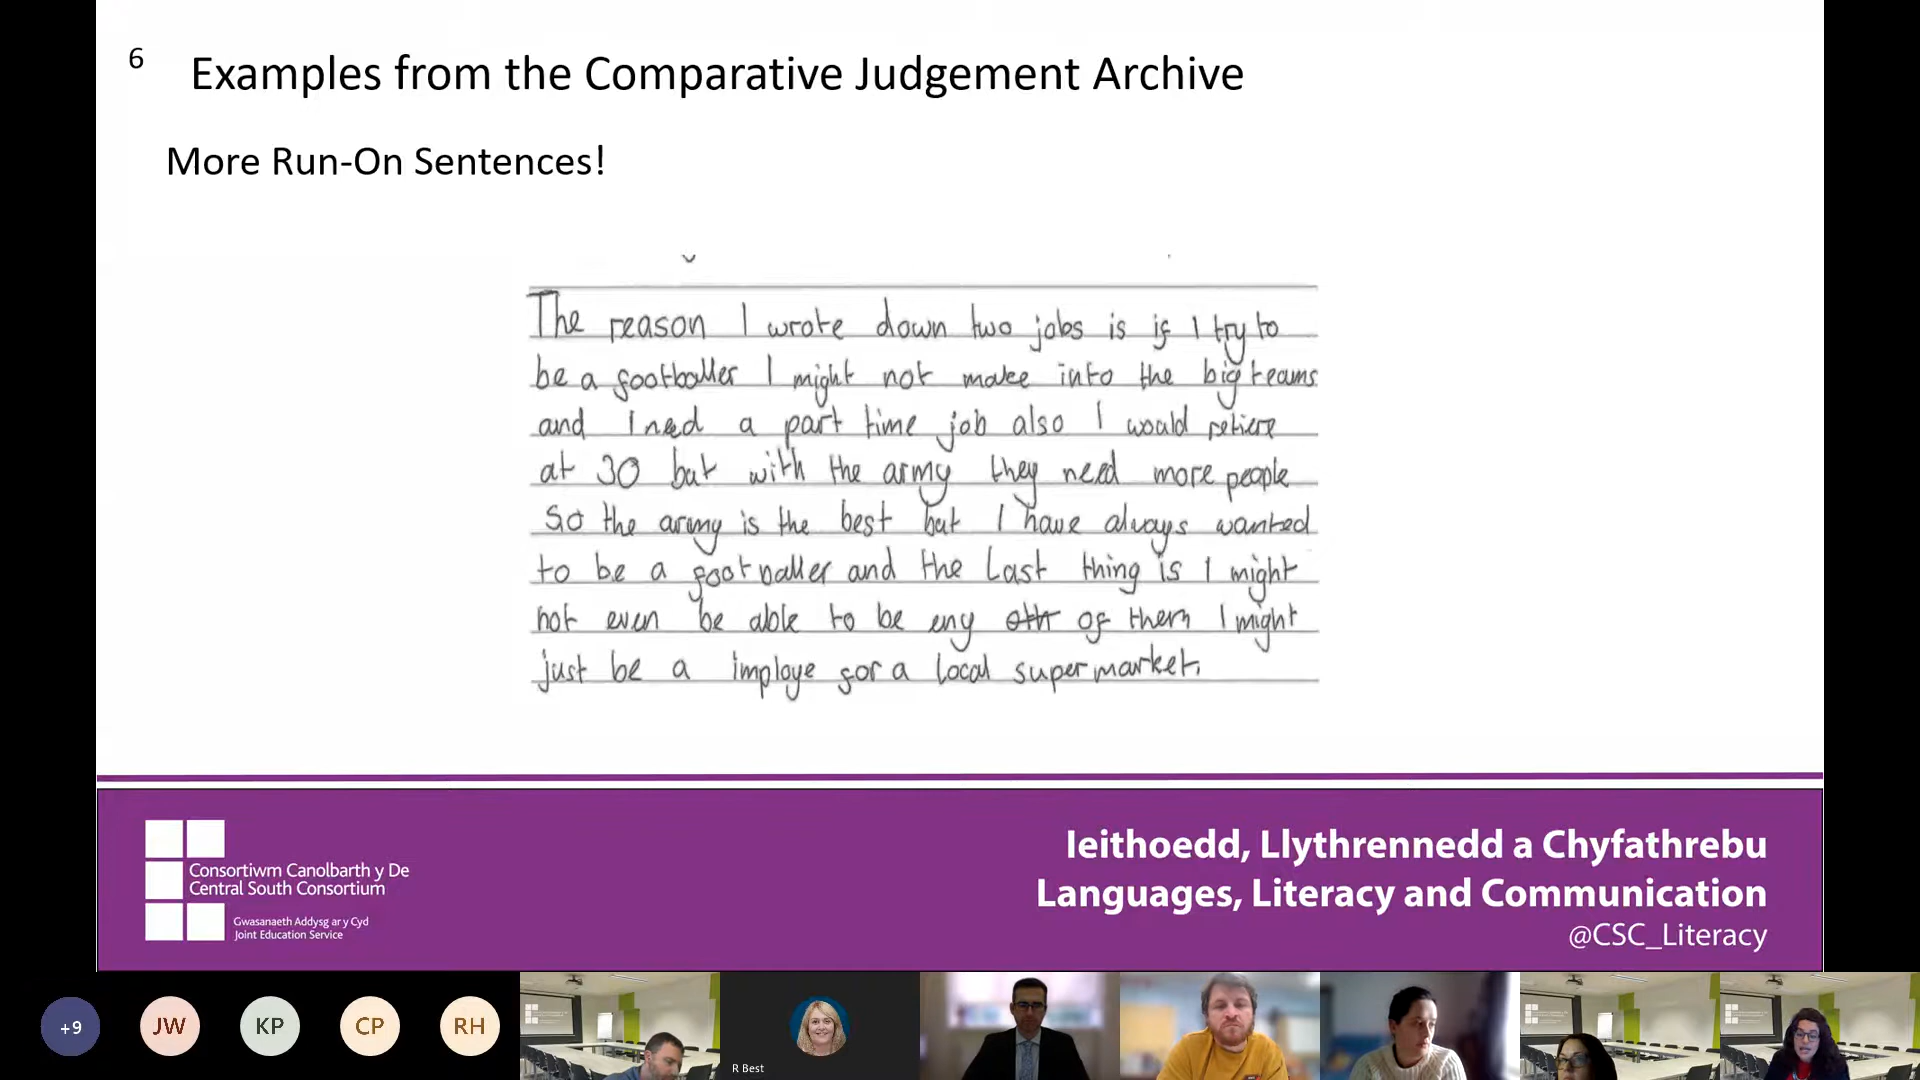 6
Examples from the Comparative Judgement Archive
More Run-On Sentences!
The reason I wrote down two jobs is if I try to
be a footballer I might not make into the big teams
and I need a part time job also I would retiere
at 30 but with the army they need more people
So the army is the best but I have always wanted
to be a footballer and the last thing is I might
not even be able to be eny of them I might
just be a imploye for a local supermarket.
Consortiwm Canolbarth y De
Central South Consortium
Gwasanaeth Addysg ar y Cyd
Joint Education Service
Ieithoedd, Llythrennedd a Chyfathrebu
Languages, Literacy and Communication
@CSC_Literacy
+9
JW
KP
CP
RH
R Best